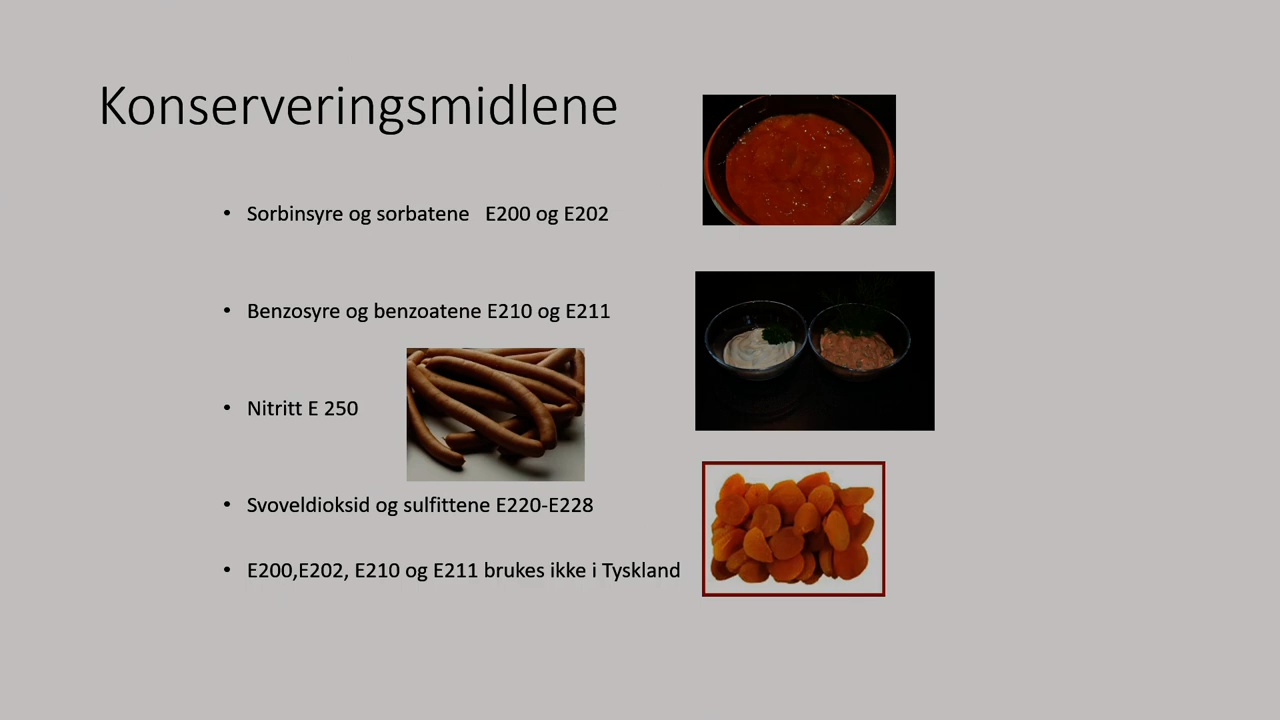 Konserveringsmidlene
• Sorbinsyre og sorbatene E200 og E202
• Benzosyre og benzoatene E210 og E211
• Nitritt E 250
• Svoveldioksid og sulfittene E220-E228
• E200,E202, E210 og E211 brukes ikke i Tyskland